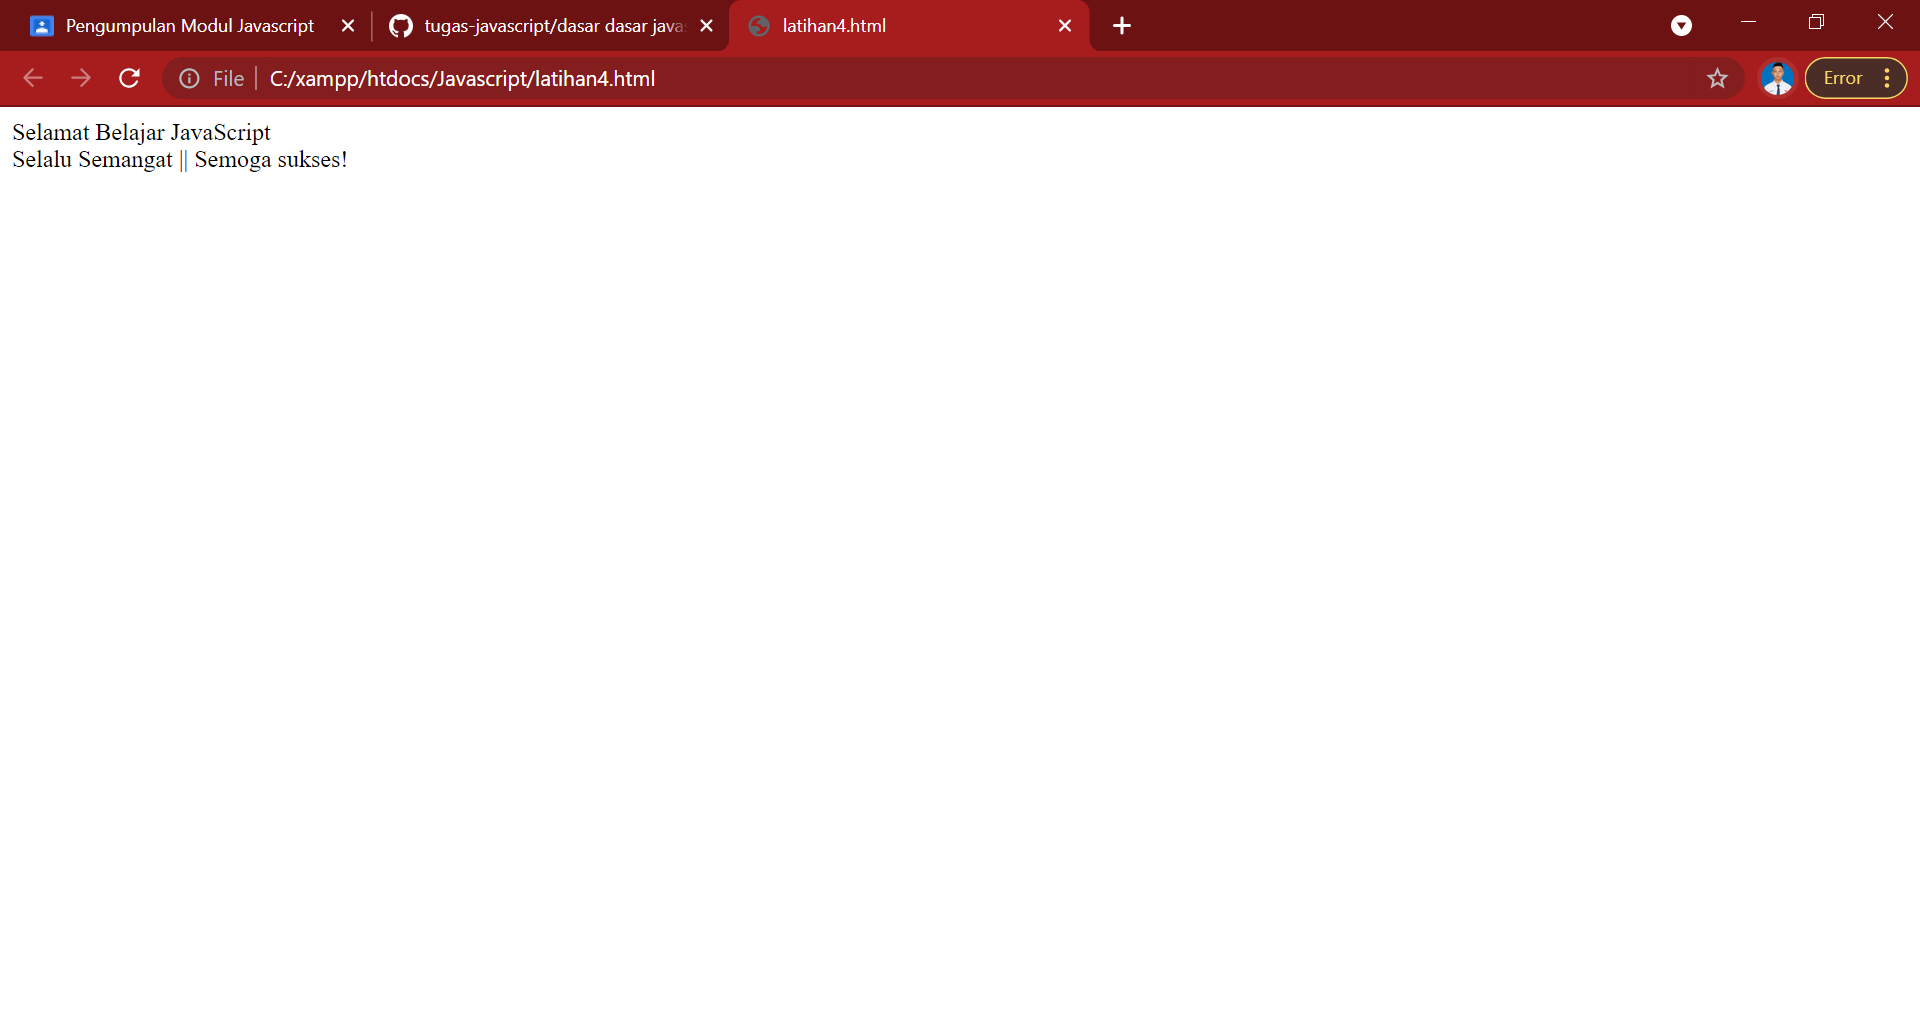 Pengumpulan Modul Javascript
tugas-javascript/dasar dasar java
latihan4.html
File
C:/xampp/htdocs/Javascript/latihan4.html
Error
Selamat Belajar JavaScript
Selalu Semangat || Semoga sukses!